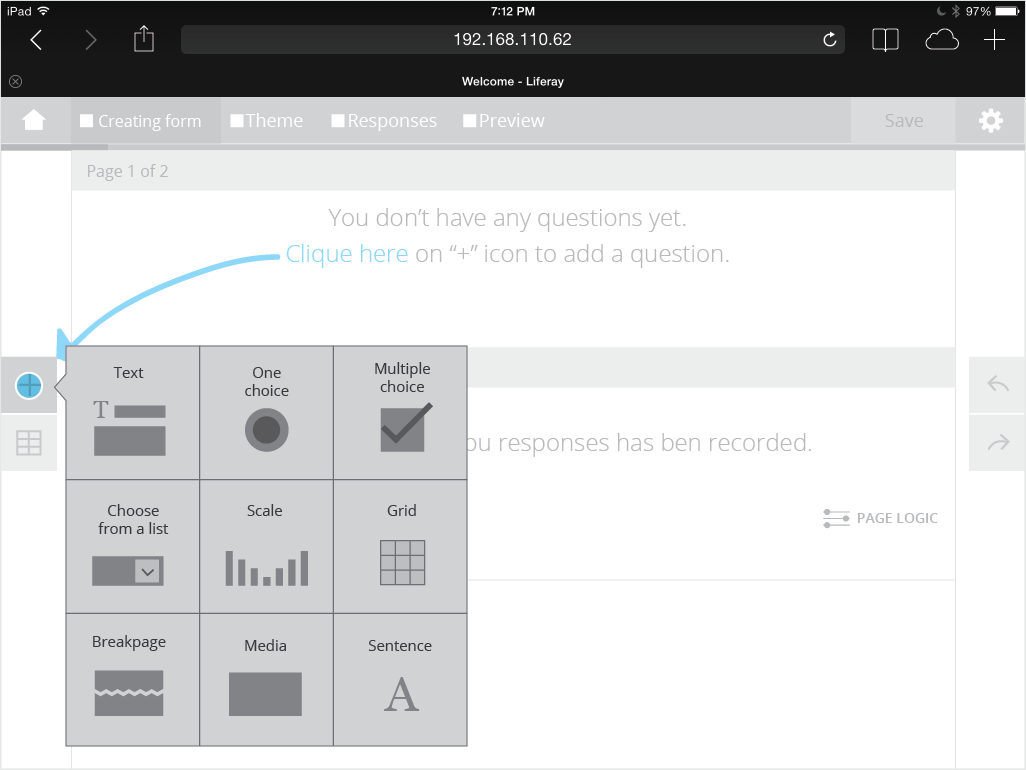 iPad 7:12 PM 97%
192.168.110.62
Welcome - Liferay
Creating form Theme Responses Preview Save
Page 1 of 2
You don’t have any questions yet.
Clique here on “+” icon to add a question.
Text
One
choice
Multiple
choice
ou responses has ben recorded.
Choose
from a list
Scale
Grid
PAGE LOGIC
Breakpage
Media
Sentence